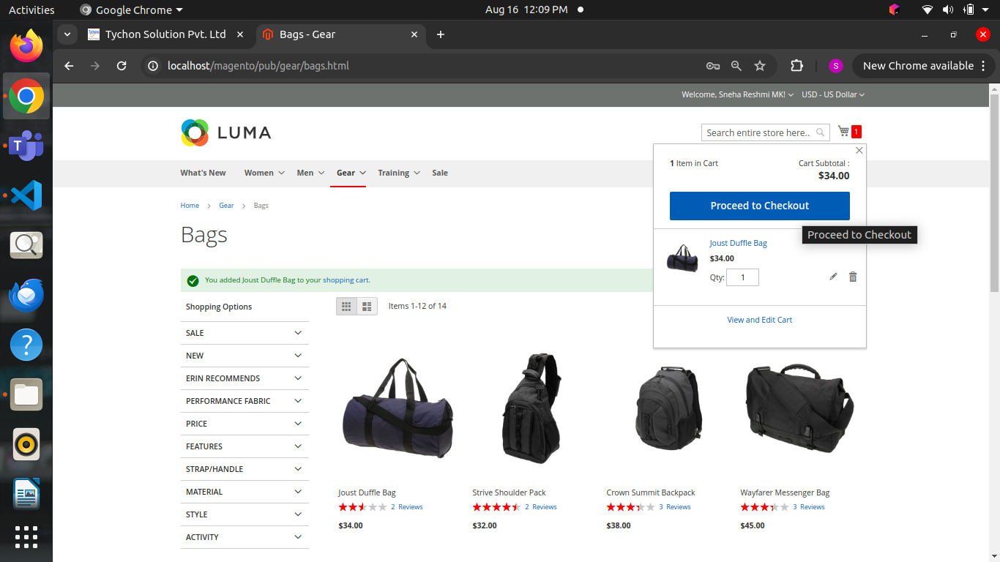 Activities
Google Chrome
Aug 16 12:09 PM
Tychon Solution Pvt. Ltd
Bags - Gear
localhost/magento/pub/gear/bags.html
S
New Chrome available
Welcome, Sneha Reshmi MK!
USD - US Dollar
LUMA
Search entire store here..
1
What's New
Women
Men
Gear
Training
Sale
1 Item in Cart
Cart Subtotal :
$34.00
Proceed to Checkout
Proceed to Checkout
Joust Duffle Bag
$34.00
Qty: 1
View and Edit Cart
Home > Gear > Bags
Bags
You added Joust Duffle Bag to your shopping cart.
Shopping Options
Items 1-12 of 14
SALE
NEW
ERIN RECOMMENDS
PERFORMANCE FABRIC
PRICE
FEATURES
STRAP/HANDLE
MATERIAL
STYLE
ACTIVITY
Joust Duffle Bag
2 Reviews
$34.00
Strive Shoulder Pack
2 Reviews
$32.00
Crown Summit Backpack
3 Reviews
$38.00
Wayfarer Messenger Bag
3 Reviews
$45.00